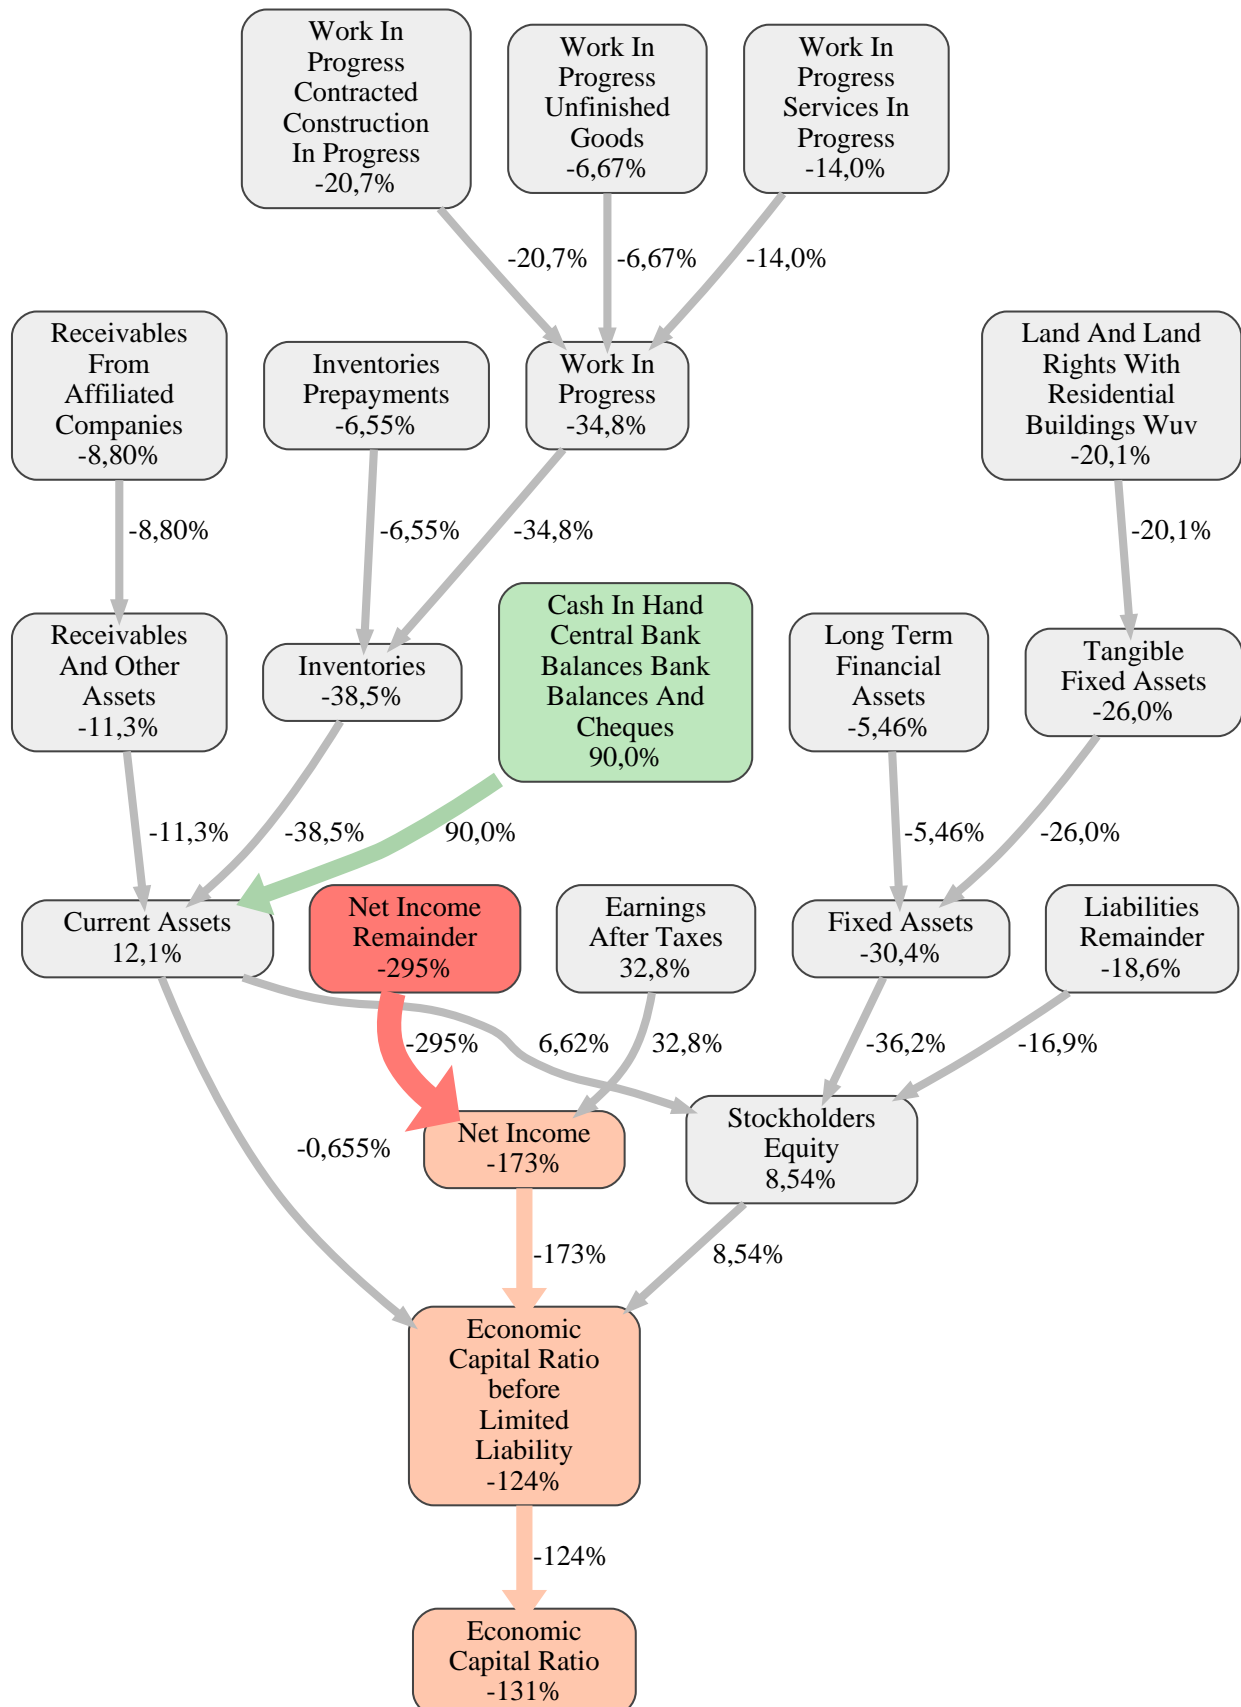 Work In
Progress
Contracted
Construction
In Progress
-20,7%
Work In
Progress
Unfinished
Goods
-6,67%
Work In
Progress
Services In
Progress
-14,0%
-20,7%
-6,67%
-14,0%
Receivables
From
Affiliated
Companies
-8,80%
Inventories
Prepayments
-6,55%
Work In
Progress
-34,8%
Land And Land
Rights With
Residential
Buildings Wuv
-20,1%
-8,80%
-6,55%
-34,8%
-20,1%
Receivables
And Other
Assets
-11,3%
Inventories
-38,5%
Cash In Hand
Central Bank
Balances Bank
Balances And
Cheques
90,0%
Long Term
Financial
Assets
-5,46%
Tangible
Fixed Assets
-26,0%
-11,3%
-38,5%
90,0%
-5,46%
-26,0%
Current Assets
12,1%
Net Income
Remainder
-295%
Earnings
After Taxes
32,8%
Fixed Assets
-30,4%
Liabilities
Remainder
-18,6%
-295%
6,62%
32,8%
-36,2%
-16,9%
-0,655%
Net Income
-173%
Stockholders
Equity
8,54%
-173%
8,54%
Economic
Capital Ratio
before
Limited
Liability
-124%
-124%
Economic
Capital Ratio
-131%